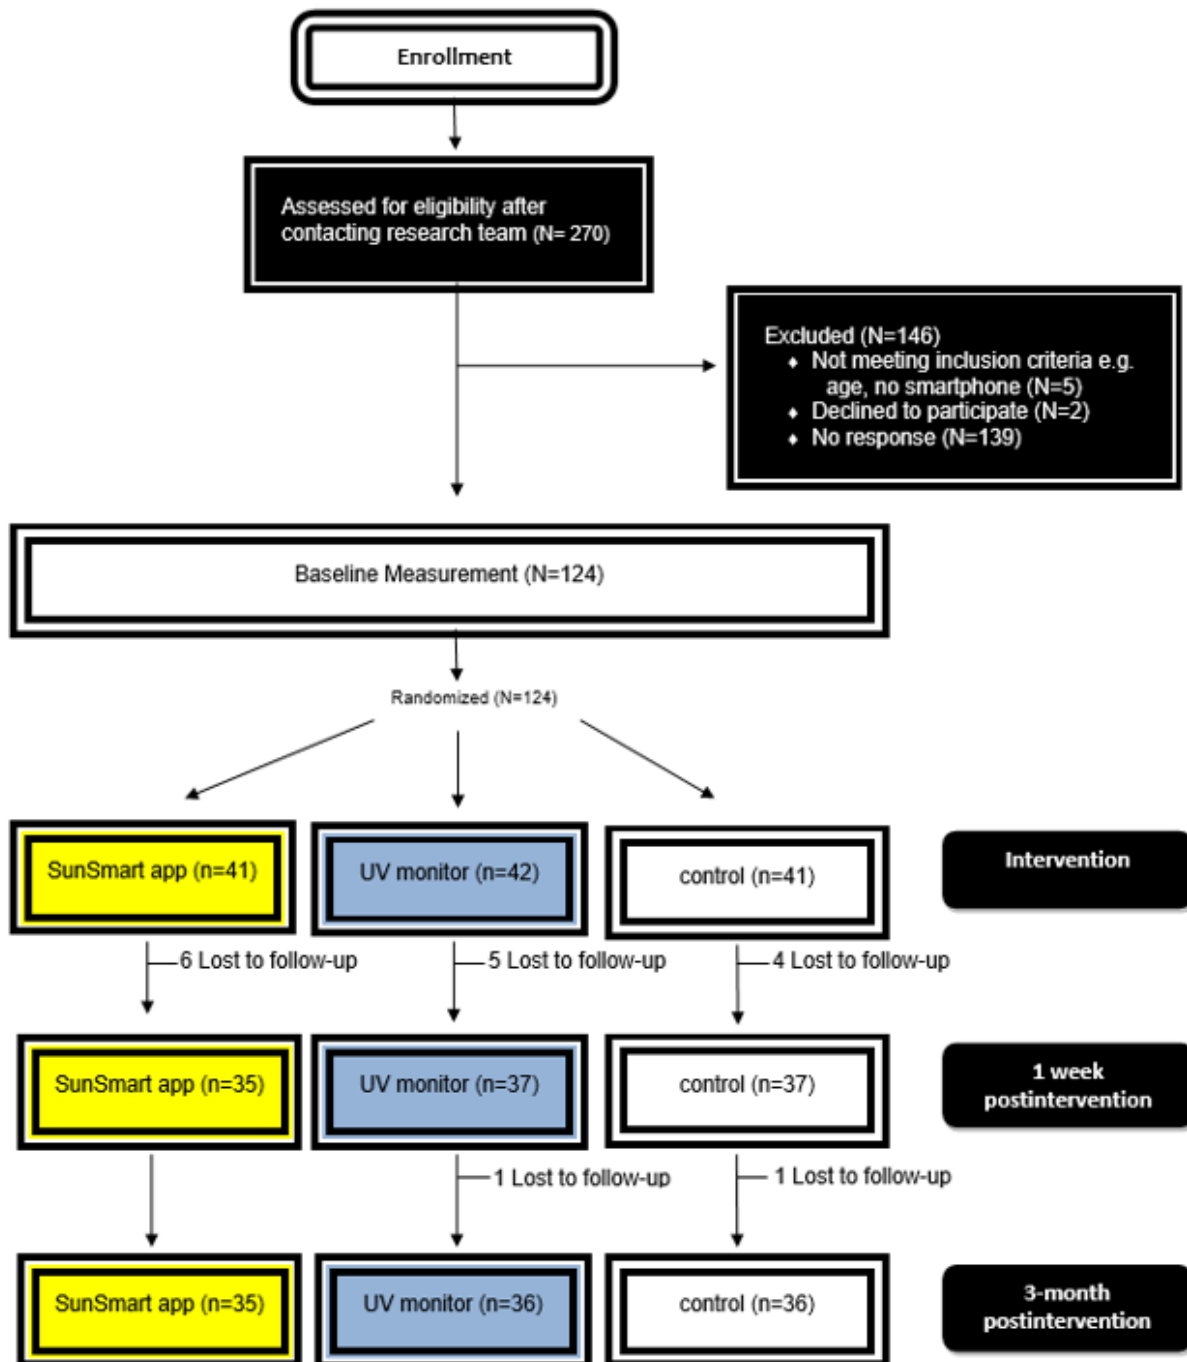 Enrollment
Assessed for eligibility after
contacting research team (N= 270)
Excluded (N=146)
♦ Not meeting inclusion criteria e.g.
age, no smartphone (N=5)
♦ Declined to participate (N=2)
♦ No response (N=139)
Baseline Measurement (N=124)
Randomized (N=124)
SunSmart app (n=41)
UV monitor (n=42)
control (n=41)
Intervention
6 Lost to follow-up
5 Lost to follow-up
4 Lost to follow-up
SunSmart app (n=35)
UV monitor (n=37)
control (n=37)
1 week
postintervention
1 Lost to follow-up
1 Lost to follow-up
SunSmart app (n=35)
UV monitor (n=36)
control (n=36)
3-month
postintervention